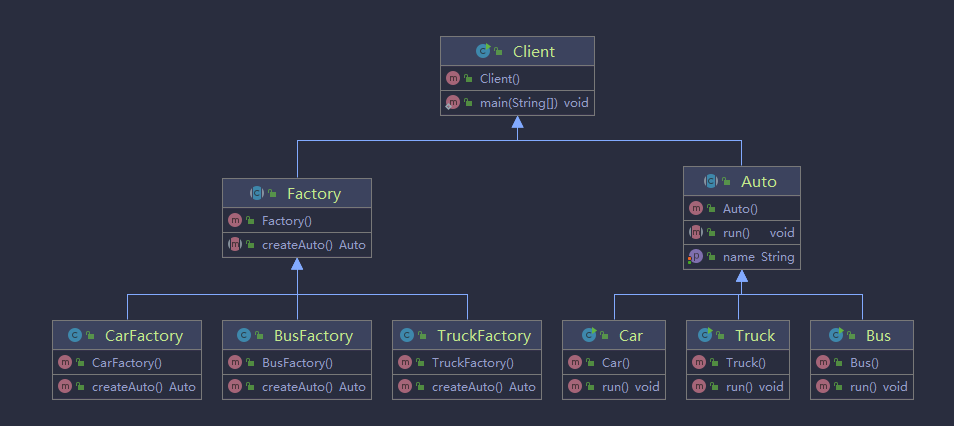 Client
Client()
main(String[]) void
Factory
Factory()
createAuto() Auto
Auto
Auto()
run() void
name String
CarFactory
CarFactory()
createAuto() Auto
BusFactory
BusFactory()
createAuto() Auto
TruckFactory
TruckFactory()
createAuto() Auto
Car
Car()
run() void
Truck
Truck()
run() void
Bus
Bus()
run() void